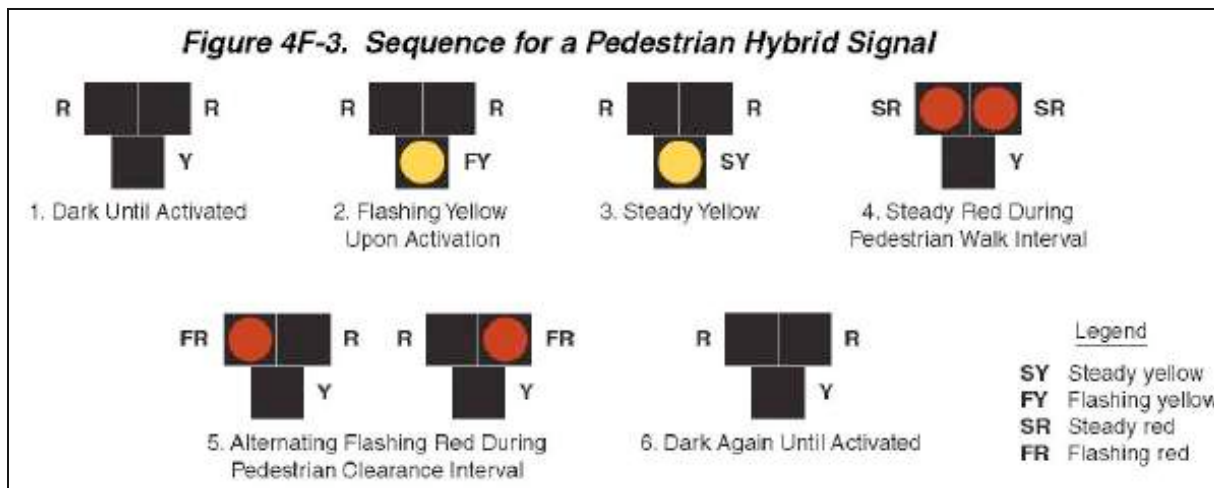 Figure 4F-3. Sequence for a Pedestrian Hybrid Signal
R R
Y
1. Dark Until Activated
R R
FY
2. Flashing Yellow
Upon Activation
R R
SY
3. Steady Yellow
SR SR
Y
4. Steady Red During
Pedestrian Walk Interval
FR R
Y
R FR
Y
5. Alternating Flashing Red During
Pedestrian Clearance Interval
R R
Y
6. Dark Again Until Activated
Legend
SY Steady yellow
FY Flashing yellow
SR Steady red
FR Flashing red